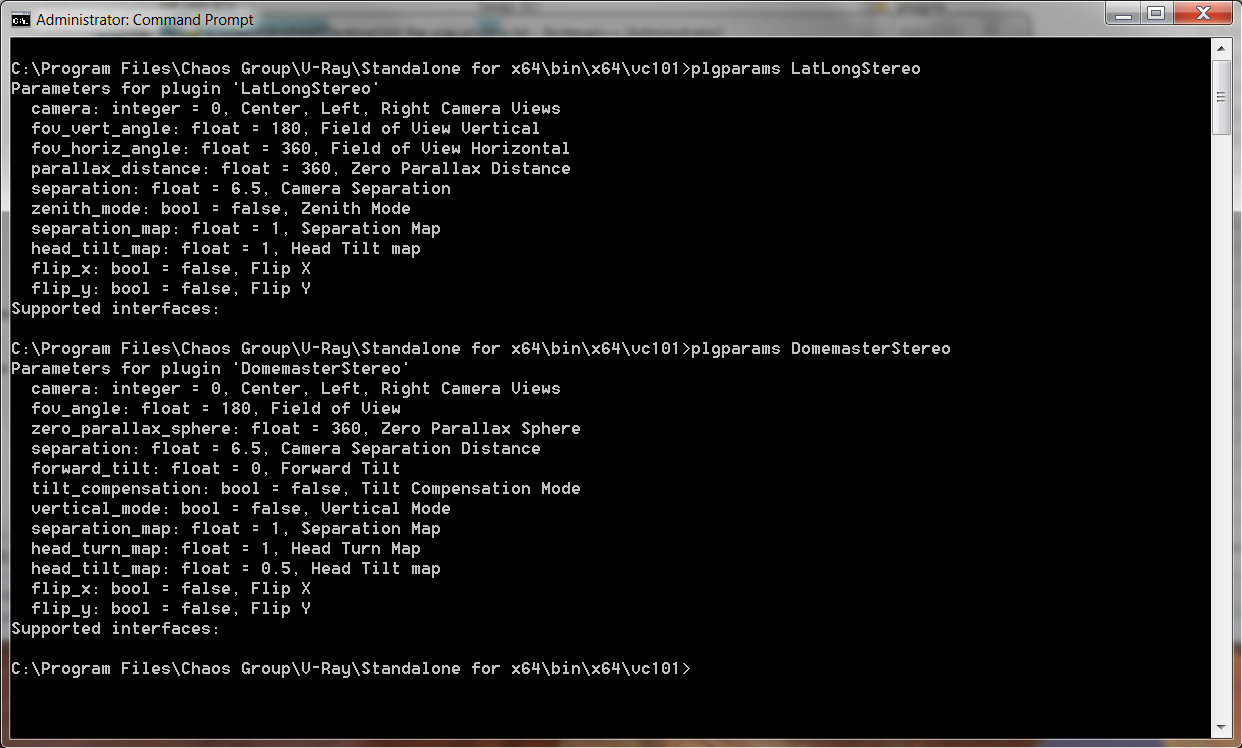 Administrator: Command Prompt
C:\Program Files\Chaos Group\V-Ray\Standalone for x64\bin\x64\vc101>plgparams LatLongStereo
Parameters for plugin 'LatLongStereo'
camera: integer = 0, Center, Left, Right Camera Views
fov_vert_angle: float = 180, Field of View Vertical
fov_horiz_angle: float = 360, Field of View Horizontal
parallax_distance: float = 360, Zero Parallax Distance
separation: float = 6.5, Camera Separation
zenith_mode: bool = false, Zenith Mode
separation_map: float = 1, Separation Map
head_tilt_map: float = 1, Head Tilt map
flip_x: bool = false, Flip X
flip_y: bool = false, Flip Y
Supported interfaces:
C:\Program Files\Chaos Group\V-Ray\Standalone for x64\bin\x64\vc101>plgparams DomemasterStereo
Parameters for plugin 'DomemasterStereo'
camera: integer = 0, Center, Left, Right Camera Views
fov_angle: float = 180, Field of View
zero_parallax_sphere: float = 360, Zero Parallax Sphere
separation: float = 6.5, Camera Separation Distance
forward_tilt: float = 0, Forward Tilt
tilt_compensation: bool = false, Tilt Compensation Mode
vertical_mode: bool = false, Vertical Mode
separation_map: float = 1, Separation Map
head_turn_map: float = 1, Head Turn Map
head_tilt_map: float = 0.5, Head Tilt map
flip_x: bool = false, Flip X
flip_y: bool = false, Flip Y
Supported interfaces:
C:\Program Files\Chaos Group\V-Ray\Standalone for x64\bin\x64\vc101>